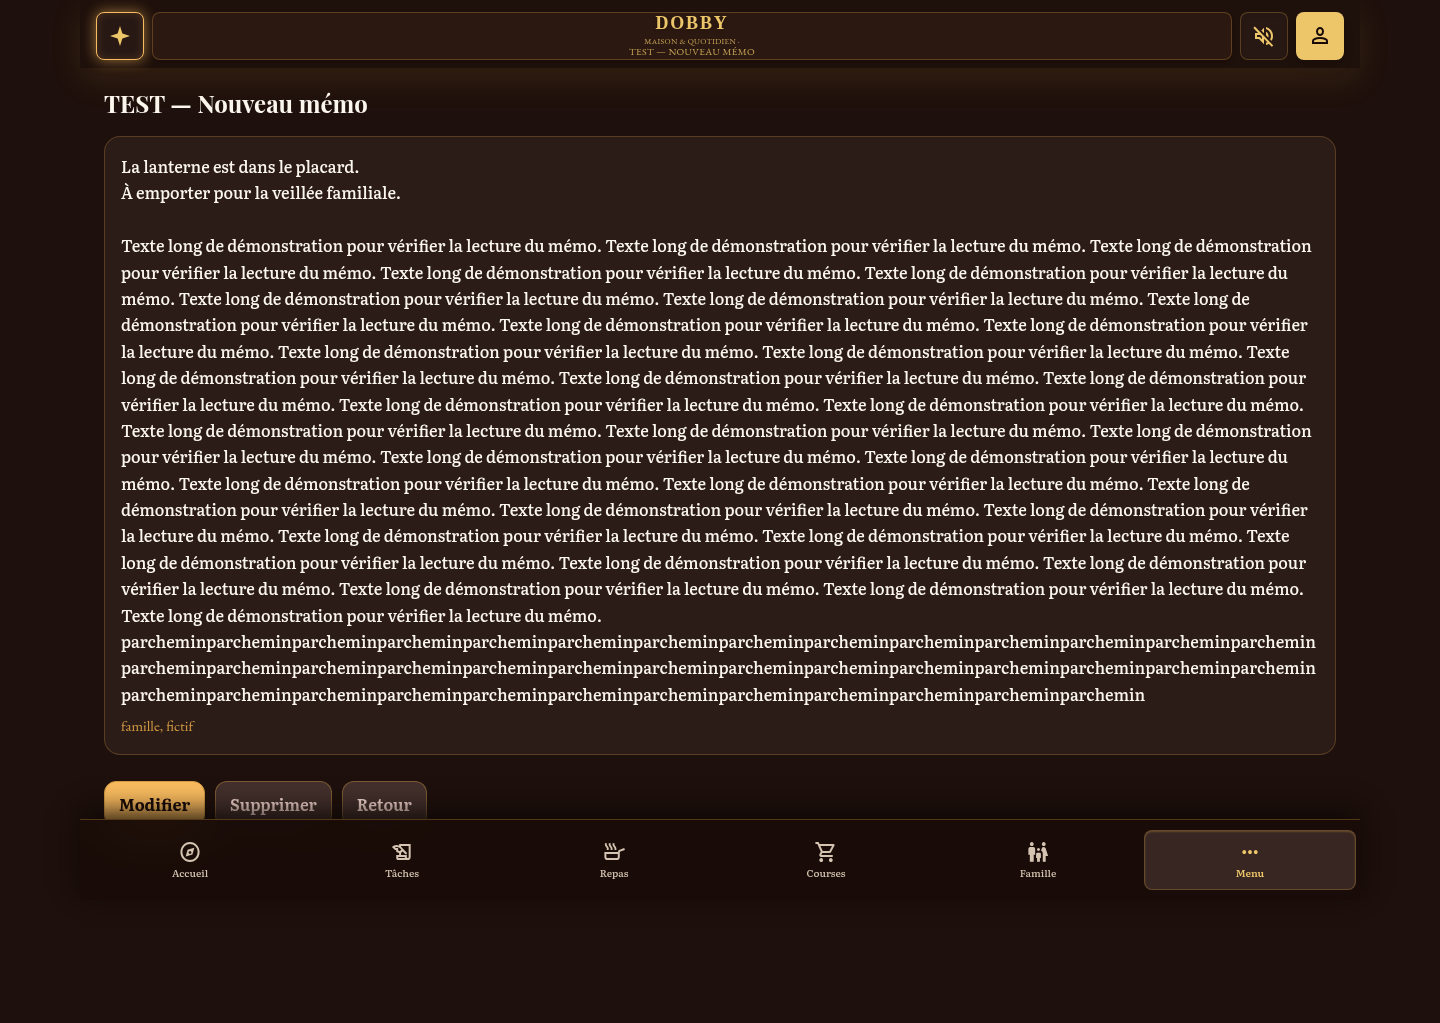 DOBBY
MAISON & QUOTIDIEN ·
TEST — NOUVEAU MÉMO
TEST — Nouveau mémo
La lanterne est dans le placard.
À emporter pour la veillée familiale.
Texte long de démonstration pour vérifier la lecture du mémo. Texte long de démonstration pour vérifier la lecture du mémo. Texte long de démonstration
pour vérifier la lecture du mémo. Texte long de démonstration pour vérifier la lecture du mémo. Texte long de démonstration pour vérifier la lecture du
mémo. Texte long de démonstration pour vérifier la lecture du mémo. Texte long de démonstration pour vérifier la lecture du mémo. Texte long de
démonstration pour vérifier la lecture du mémo. Texte long de démonstration pour vérifier la lecture du mémo. Texte long de démonstration pour vérifier
la lecture du mémo. Texte long de démonstration pour vérifier la lecture du mémo. Texte long de démonstration pour vérifier la lecture du mémo. Texte
long de démonstration pour vérifier la lecture du mémo. Texte long de démonstration pour vérifier la lecture du mémo. Texte long de démonstration pour
vérifier la lecture du mémo. Texte long de démonstration pour vérifier la lecture du mémo. Texte long de démonstration pour vérifier la lecture du mémo.
Texte long de démonstration pour vérifier la lecture du mémo. Texte long de démonstration pour vérifier la lecture du mémo. Texte long de démonstration
pour vérifier la lecture du mémo. Texte long de démonstration pour vérifier la lecture du mémo. Texte long de démonstration pour vérifier la lecture du
mémo. Texte long de démonstration pour vérifier la lecture du mémo. Texte long de démonstration pour vérifier la lecture du mémo. Texte long de
démonstration pour vérifier la lecture du mémo. Texte long de démonstration pour vérifier la lecture du mémo. Texte long de démonstration pour vérifier
la lecture du mémo. Texte long de démonstration pour vérifier la lecture du mémo. Texte long de démonstration pour vérifier la lecture du mémo. Texte
long de démonstration pour vérifier la lecture du mémo. Texte long de démonstration pour vérifier la lecture du mémo. Texte long de démonstration pour
vérifier la lecture du mémo. Texte long de démonstration pour vérifier la lecture du mémo. Texte long de démonstration pour vérifier la lecture du mémo.
Texte long de démonstration pour vérifier la lecture du mémo.
parcheminparcheminparcheminparcheminparcheminparcheminparcheminparcheminparcheminparcheminparcheminparcheminparcheminparchemin
parcheminparcheminparcheminparcheminparcheminparcheminparcheminparcheminparcheminparcheminparcheminparcheminparcheminparchemin
parcheminparcheminparcheminparcheminparcheminparcheminparcheminparcheminparcheminparcheminparcheminparchemin
famille, fictif
Modifier
Supprimer
Retour
Accueil
Tâches
Repas
Courses
Famille
Menu